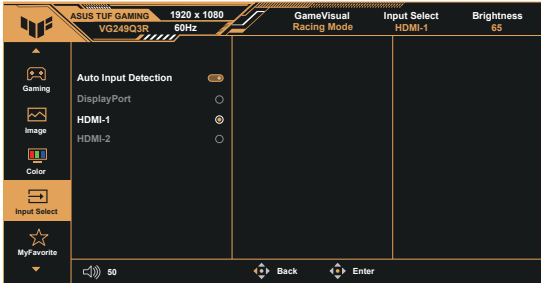 ASUS TUF GAMING 1920 x 1080
VG249Q3R 60Hz
GameVisual
Racing Mode
Input Select
HDMI-1
Brightness
65
Gaming
Image
Color
Input Select
MyFavorite
Auto Input Detection
DisplayPort
HDMI-1
HDMI-2
50
Back
Enter